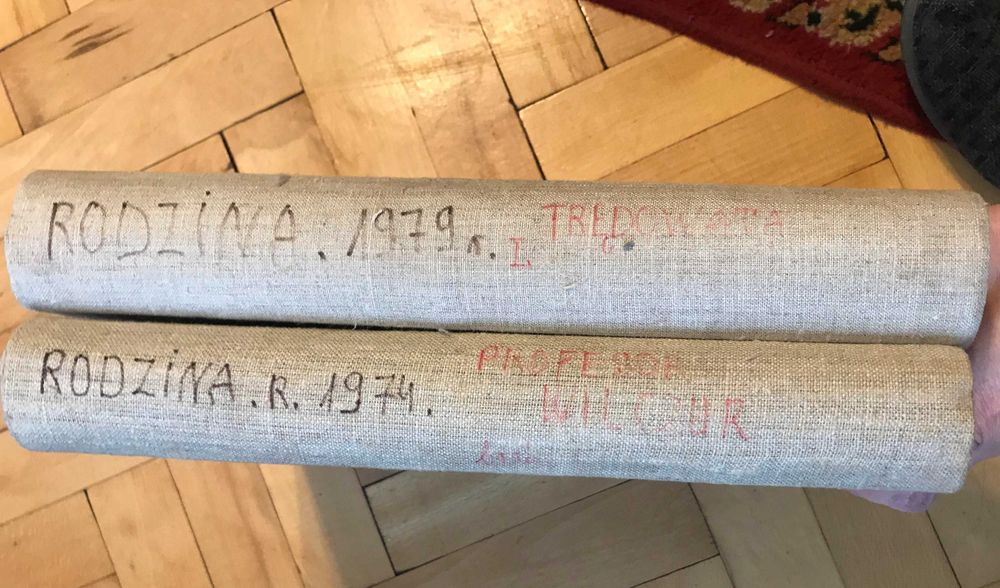 RODZINA. 1979 r. I. TRĘDOWATA
RODZINA. R. 1974. PROFESOR
WILCZUR